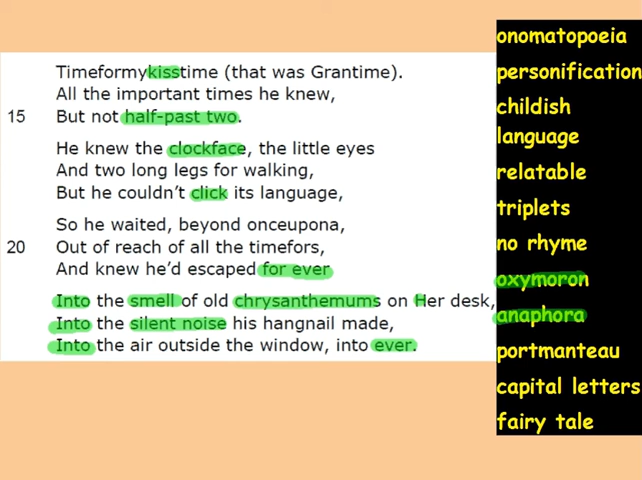 Timeformykisstime (that was Grantime).
All the important times he knew,
15 But not half-past two.
He knew the clockface, the little eyes
And two long legs for walking,
But he couldn't click its language,
So he waited, beyond onceupona,
20 Out of reach of all the timefors,
And knew he'd escaped for ever
Into the smell of old chrysanthemums on Her desk,
Into the silent noise his hangnail made,
Into the air outside the window, into ever.
onomatopoeia
personification
childish
language
relatable
triplets
no rhyme
oxymoron
anaphora
portmanteau
capital letters
fairy tale